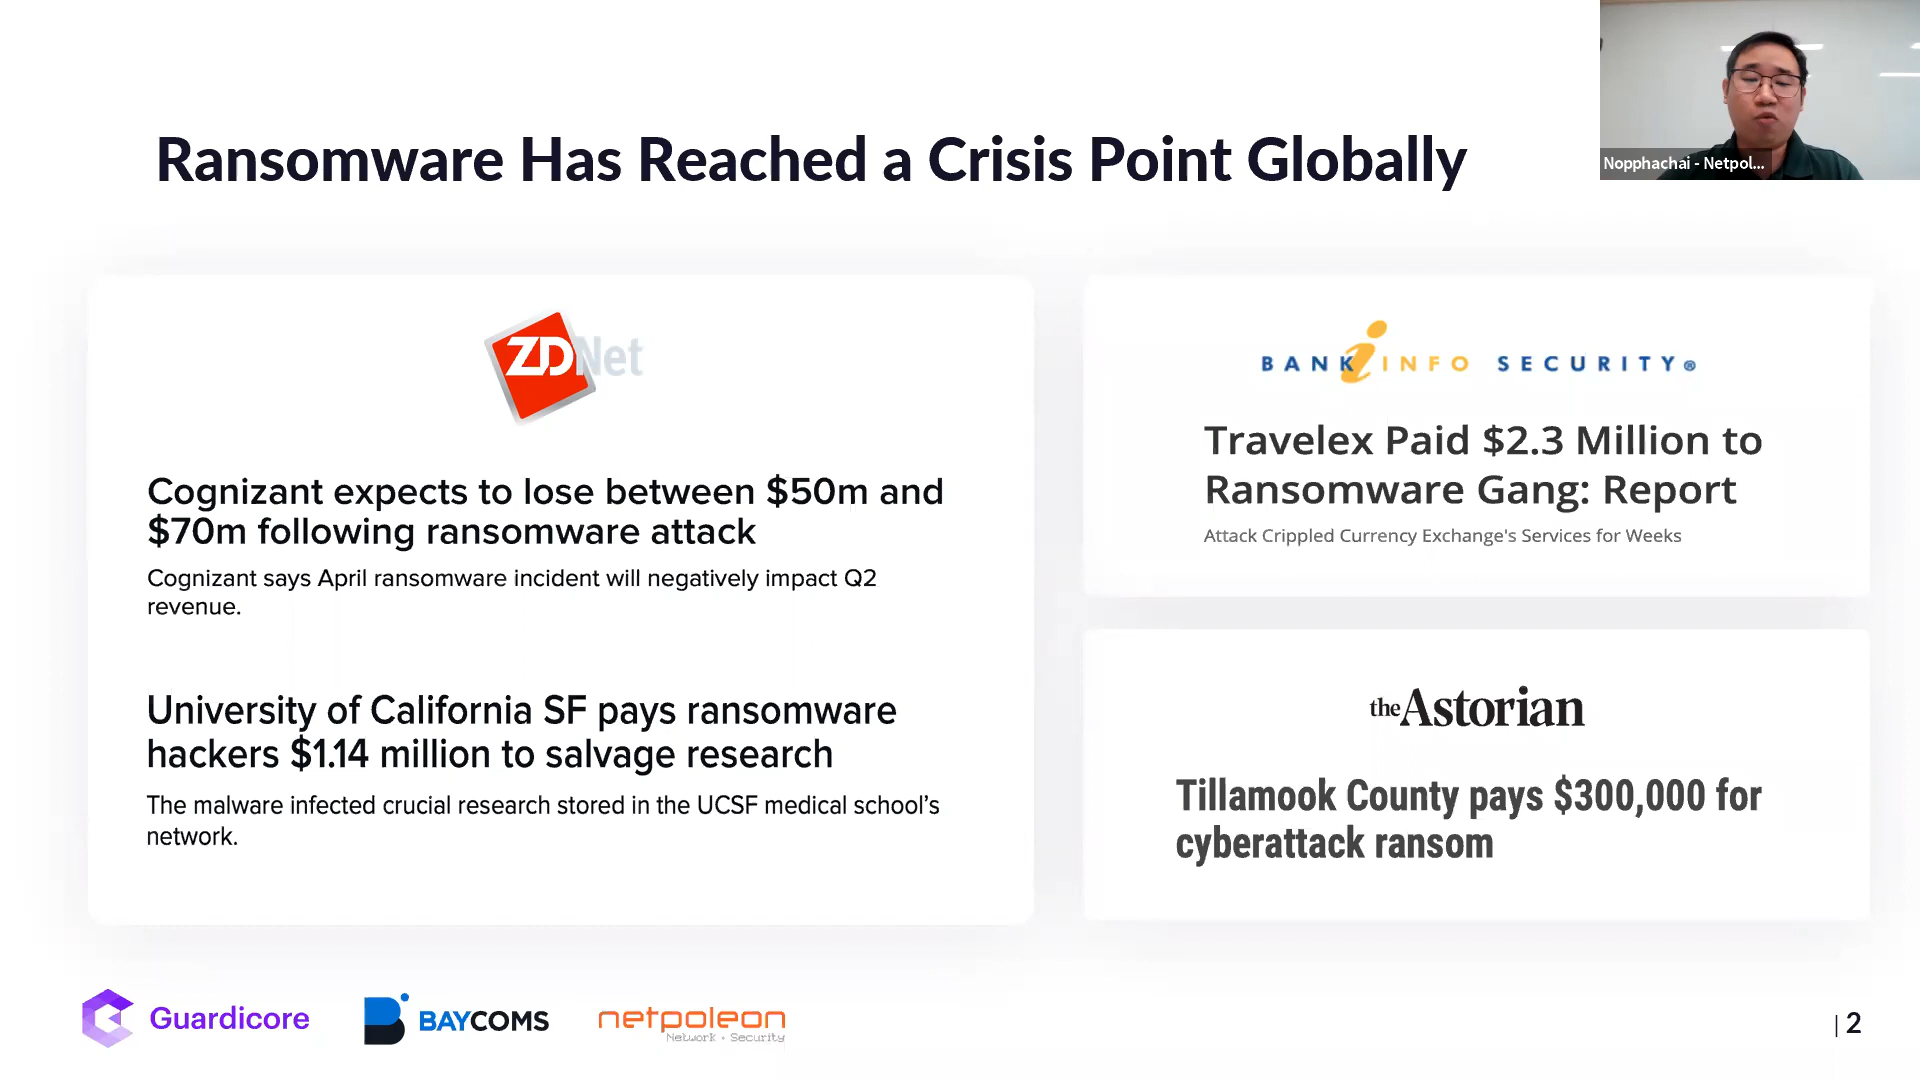 Ransomware Has Reached a Crisis Point Globally
Nopphachai - Netpol...
ZDNet
Cognizant expects to lose between $50m and
$70m following ransomware attack
Cognizant says April ransomware incident will negatively impact Q2
revenue.
University of California SF pays ransomware
hackers $1.14 million to salvage research
The malware infected crucial research stored in the UCSF medical school's
network.
BANK INFO SECURITY®
Travelex Paid $2.3 Million to
Ransomware Gang: Report
Attack Crippled Currency Exchange's Services for Weeks
the Astorian
Tillamook County pays $300,000 for
cyberattack ransom
Guardicore
BAYCOMS
netpoleon
Network + Security
| 2